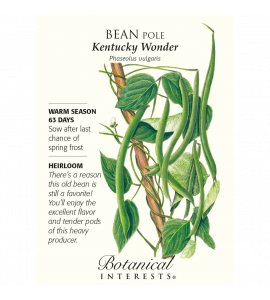 BEAN POLE
Kentucky Wonder
Phaseolus vulgaris
WARM SEASON
63 DAYS
Sow after last
chance of
spring frost
HEIRLOOM
There's a reason
this old bean is
still a favorite!
You'll enjoy the
excellent flavor
and tender pods
of this heavy
producer.
Botanical
INTERESTS®